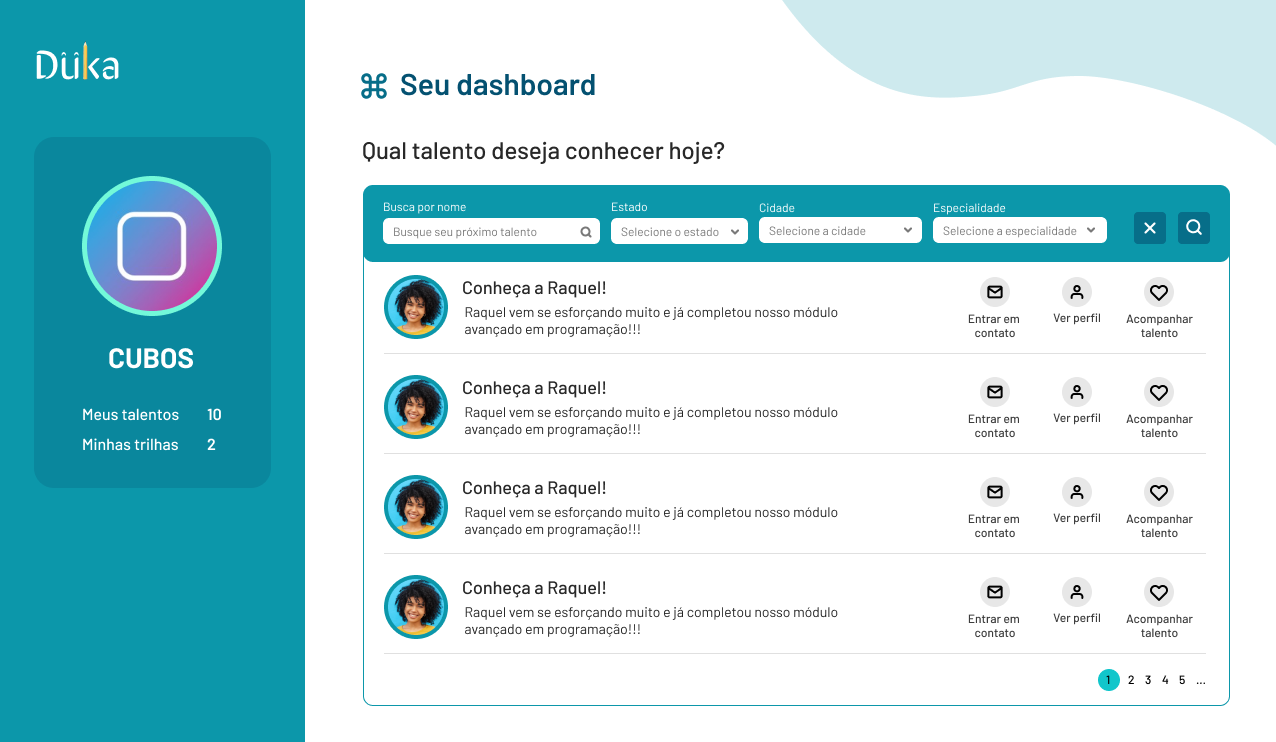 Dûûka
Seu dashboard
Qual talento deseja conhecer hoje?
CUBOS
Meus talentos 10
Minhas trilhas 2
Busca por nome
Busque seu próximo talento
Estado
Selecione o estado
Cidade
Selecione a cidade
Especialidade
Selecione a especialidade
Conheça a Raquel!
Raquel vem se esforçando muito e já completou nosso módulo
avançado em programação!!!
Entrar em
contato
Ver perfil
Acompanhar
talento
Conheça a Raquel!
Raquel vem se esforçando muito e já completou nosso módulo
avançado em programação!!!
Entrar em
contato
Ver perfil
Acompanhar
talento
Conheça a Raquel!
Raquel vem se esforçando muito e já completou nosso módulo
avançado em programação!!!
Entrar em
contato
Ver perfil
Acompanhar
talento
Conheça a Raquel!
Raquel vem se esforçando muito e já completou nosso módulo
avançado em programação!!!
Entrar em
contato
Ver perfil
Acompanhar
talento
1 2 3 4 5 ...